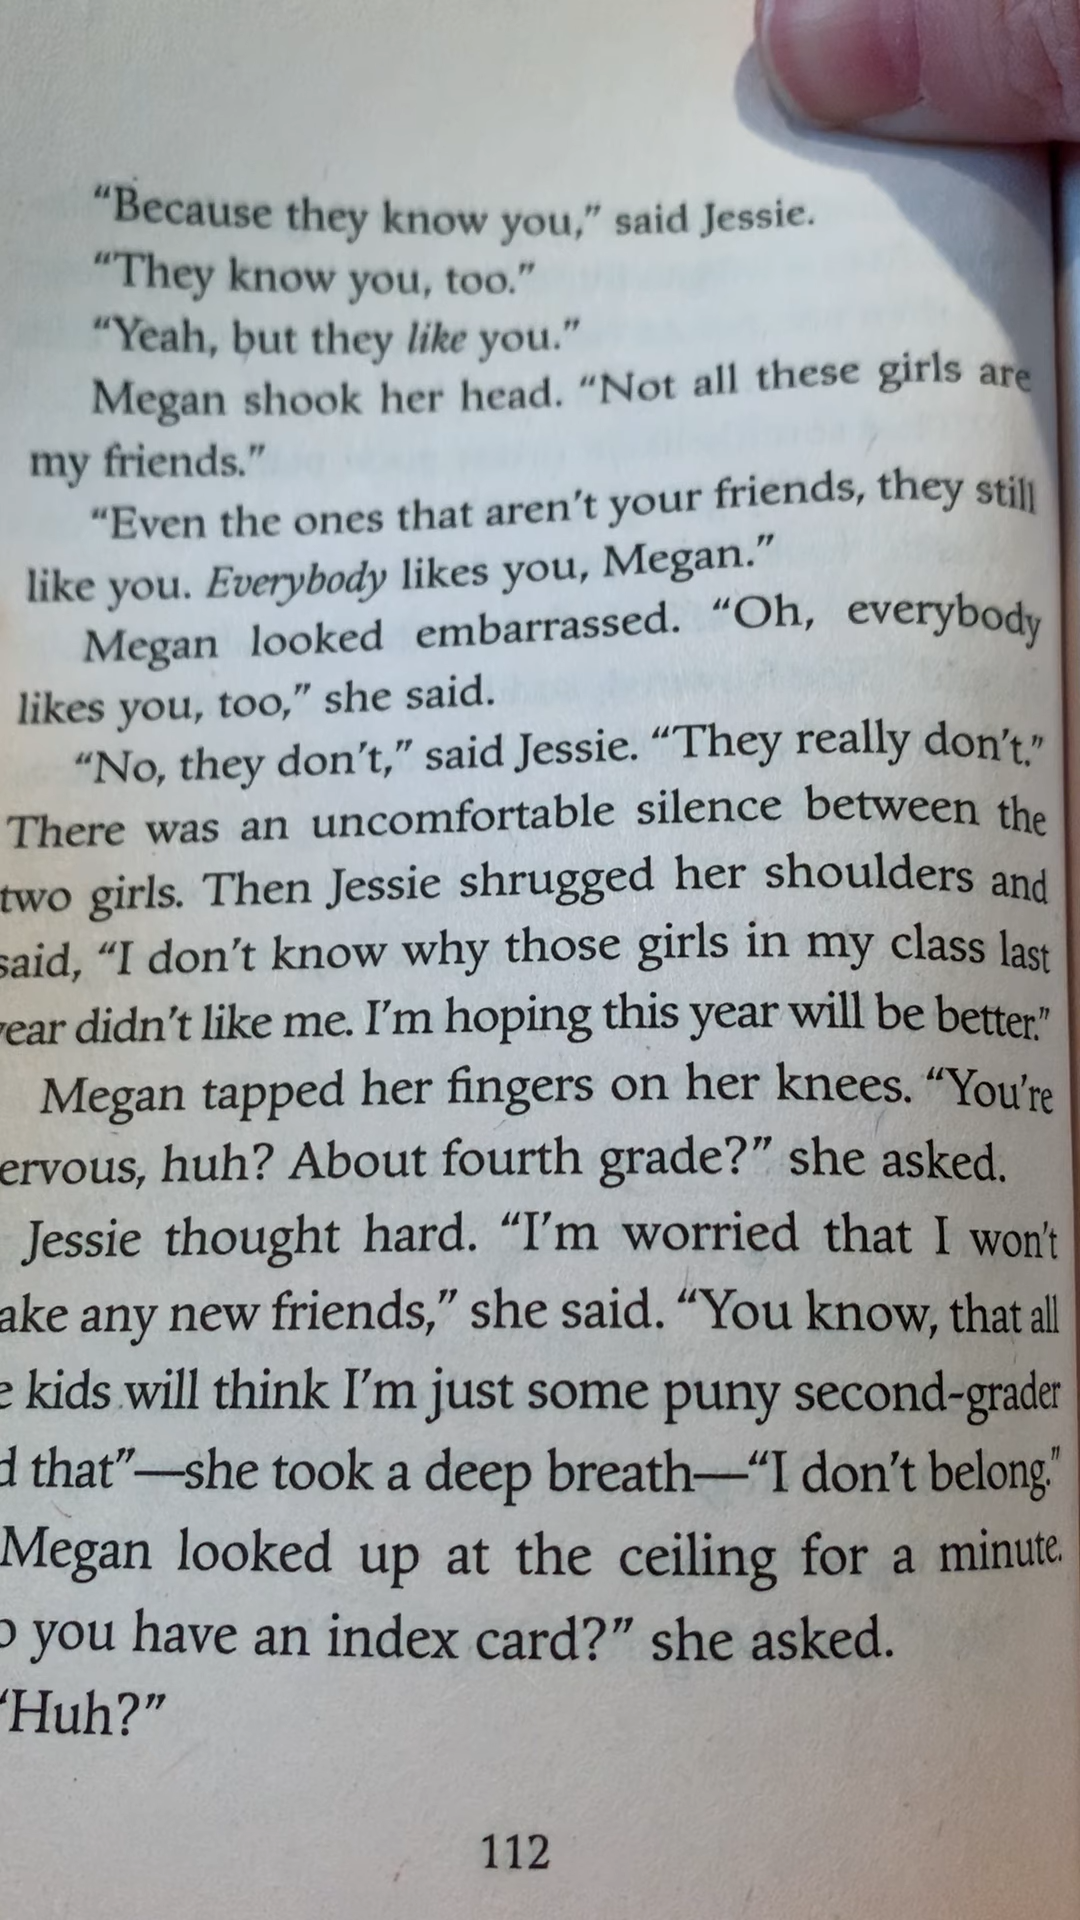 “Because they know you,” said Jessie.
“They know you, too.”
“Yeah, but they like you.”
Megan shook her head. “Not all these girls are
my friends.”
“Even the ones that aren’t your friends, they still
like you. Everybody likes you, Megan.”
Megan looked embarrassed. “Oh, everybody
likes you, too,” she said.
“No, they don’t,” said Jessie. “They really don’t.”
There was an uncomfortable silence between the
two girls. Then Jessie shrugged her shoulders and
said, “I don’t know why those girls in my class last
ear didn’t like me. I’m hoping this year will be better.”
Megan tapped her fingers on her knees. “You’re
ervous, huh? About fourth grade?” she asked.
Jessie thought hard. “I’m worried that I won’t
ake any new friends,” she said. “You know, that all
e kids will think I’m just some puny second-grader
d that”—she took a deep breath—“I don’t belong.”
Megan looked up at the ceiling for a minute.
o you have an index card?” she asked.
“Huh?”
112